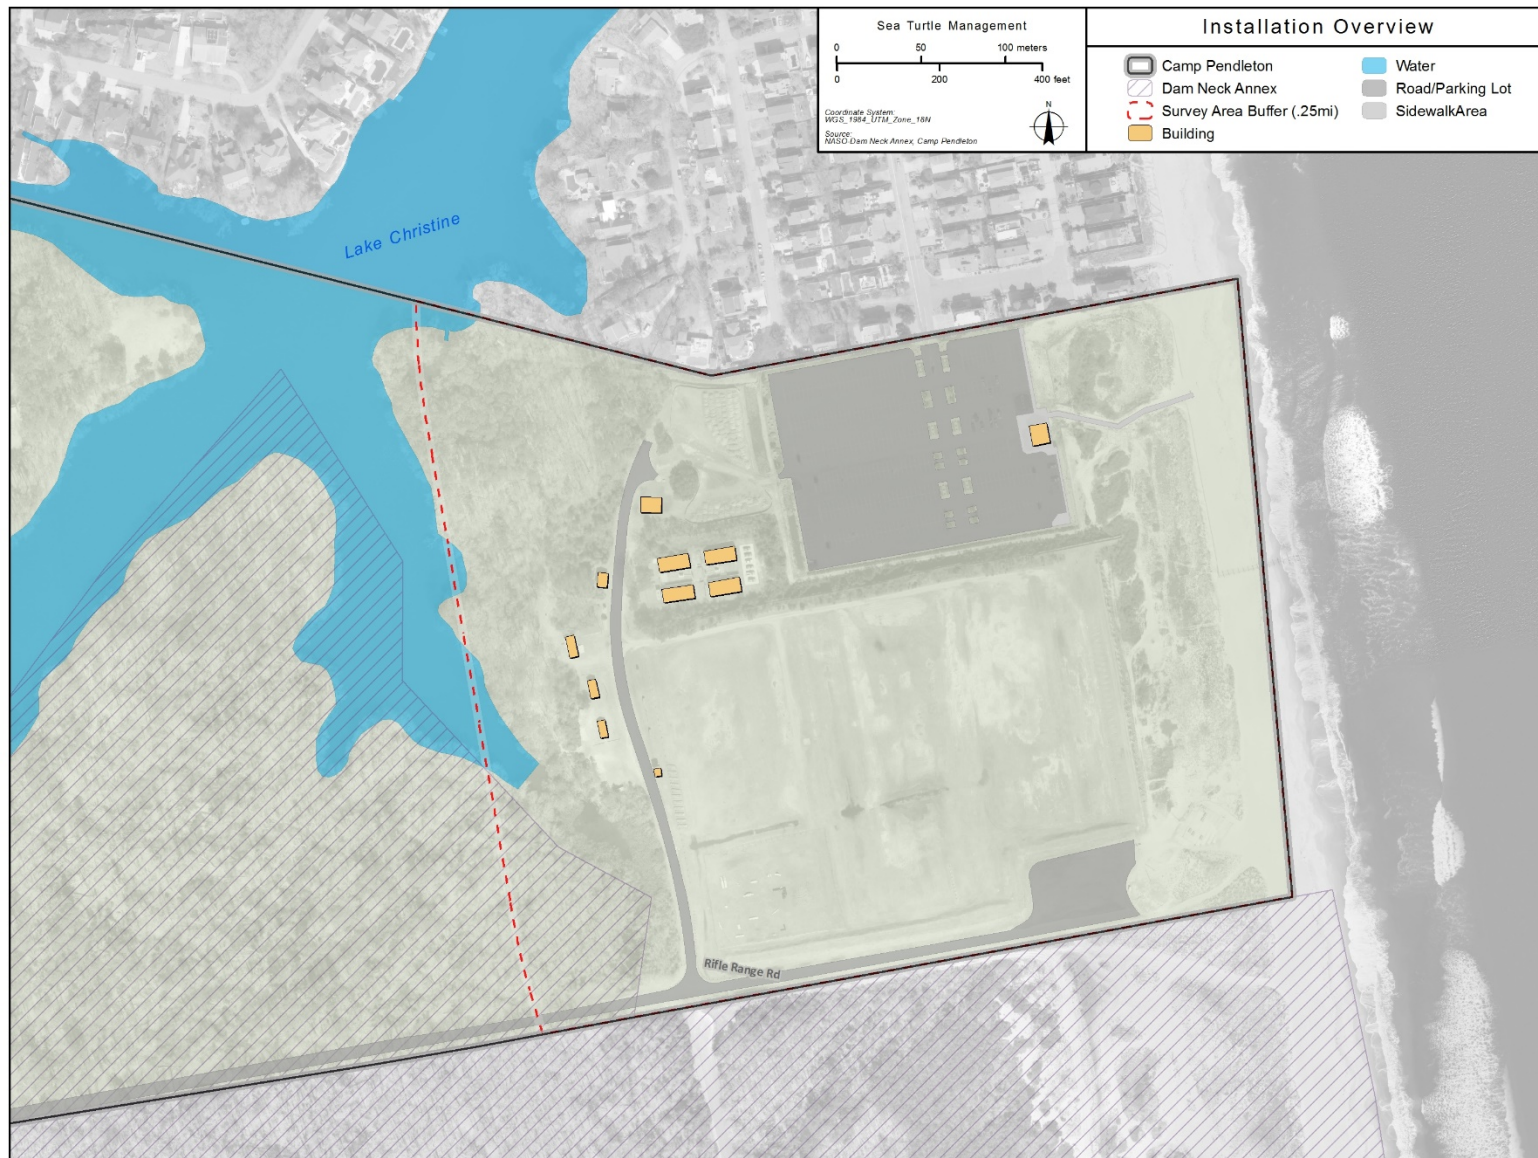 Sea Turtle Management
0 50 100 meters
0 200 400 feet
Coordinate System:
WGS_1984_UTM_Zone_18N
Source:
NASO-Dam Neck Annex, Camp Pendleton
N
Installation Overview
Camp Pendleton
Dam Neck Annex
Survey Area Buffer (.25mi)
Building
Water
Road/Parking Lot
SidewalkArea
Lake Christine
Rifle Range Rd